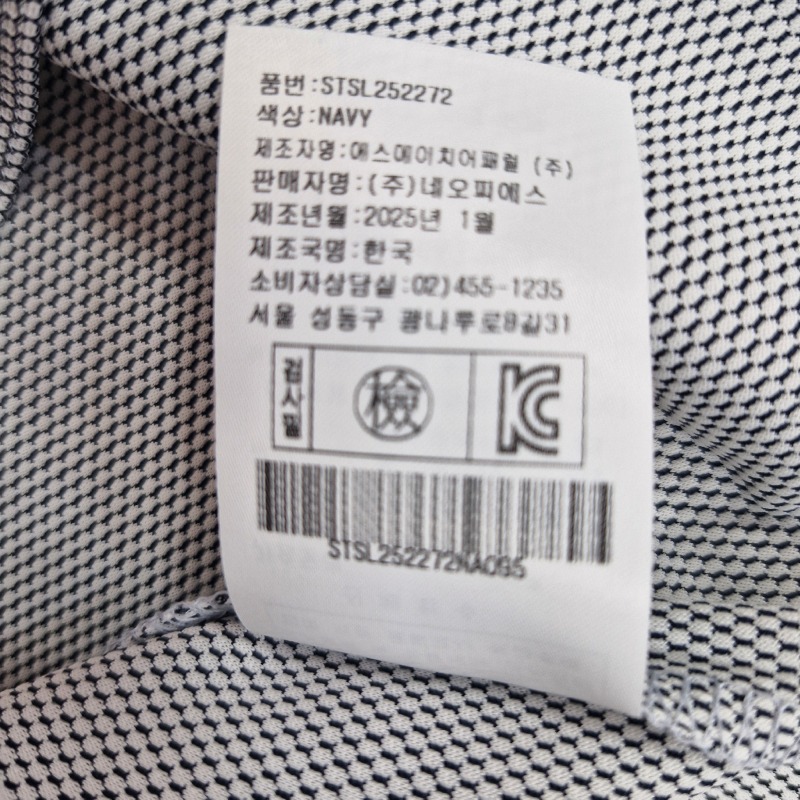 품번:STSL252272
색상:NAVY
제조자명:에스에이치어패럴 (주)
판매자명:(주)네오피에스
제조년월:2025년 1월
제조국명:한국
소비자상담실:02)455-1235
서울 성동구 광나루로8길31
검사필
檢
KC
STSL252272NA095